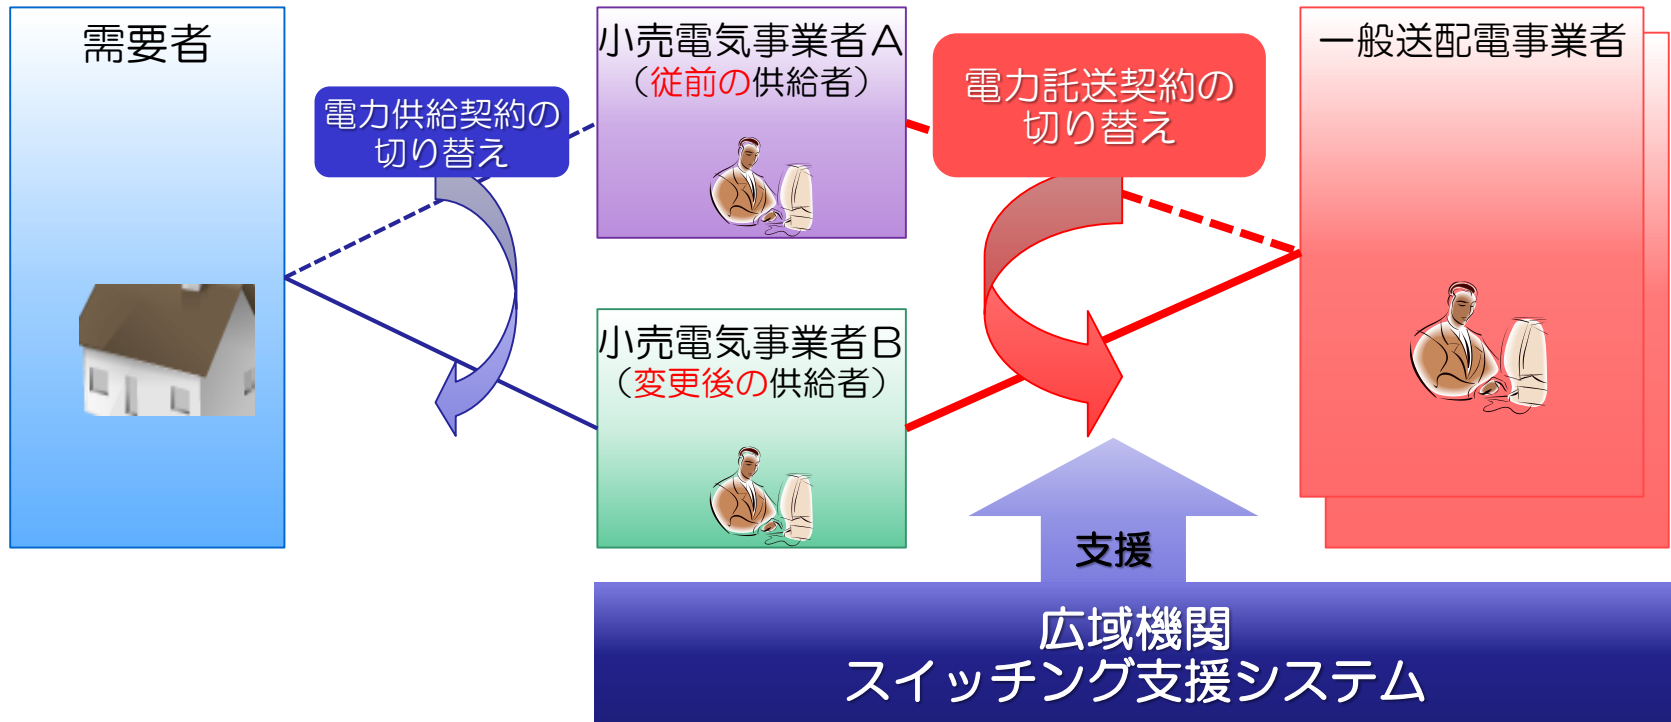 需要者
電力供給契約の
切り替え
小売電気事業者A
（従前の供給者）
小売電気事業者B
（変更後の供給者）
電力託送契約の
切り替え
一般送配電事業者
支援
広域機関
スイッチング支援システム